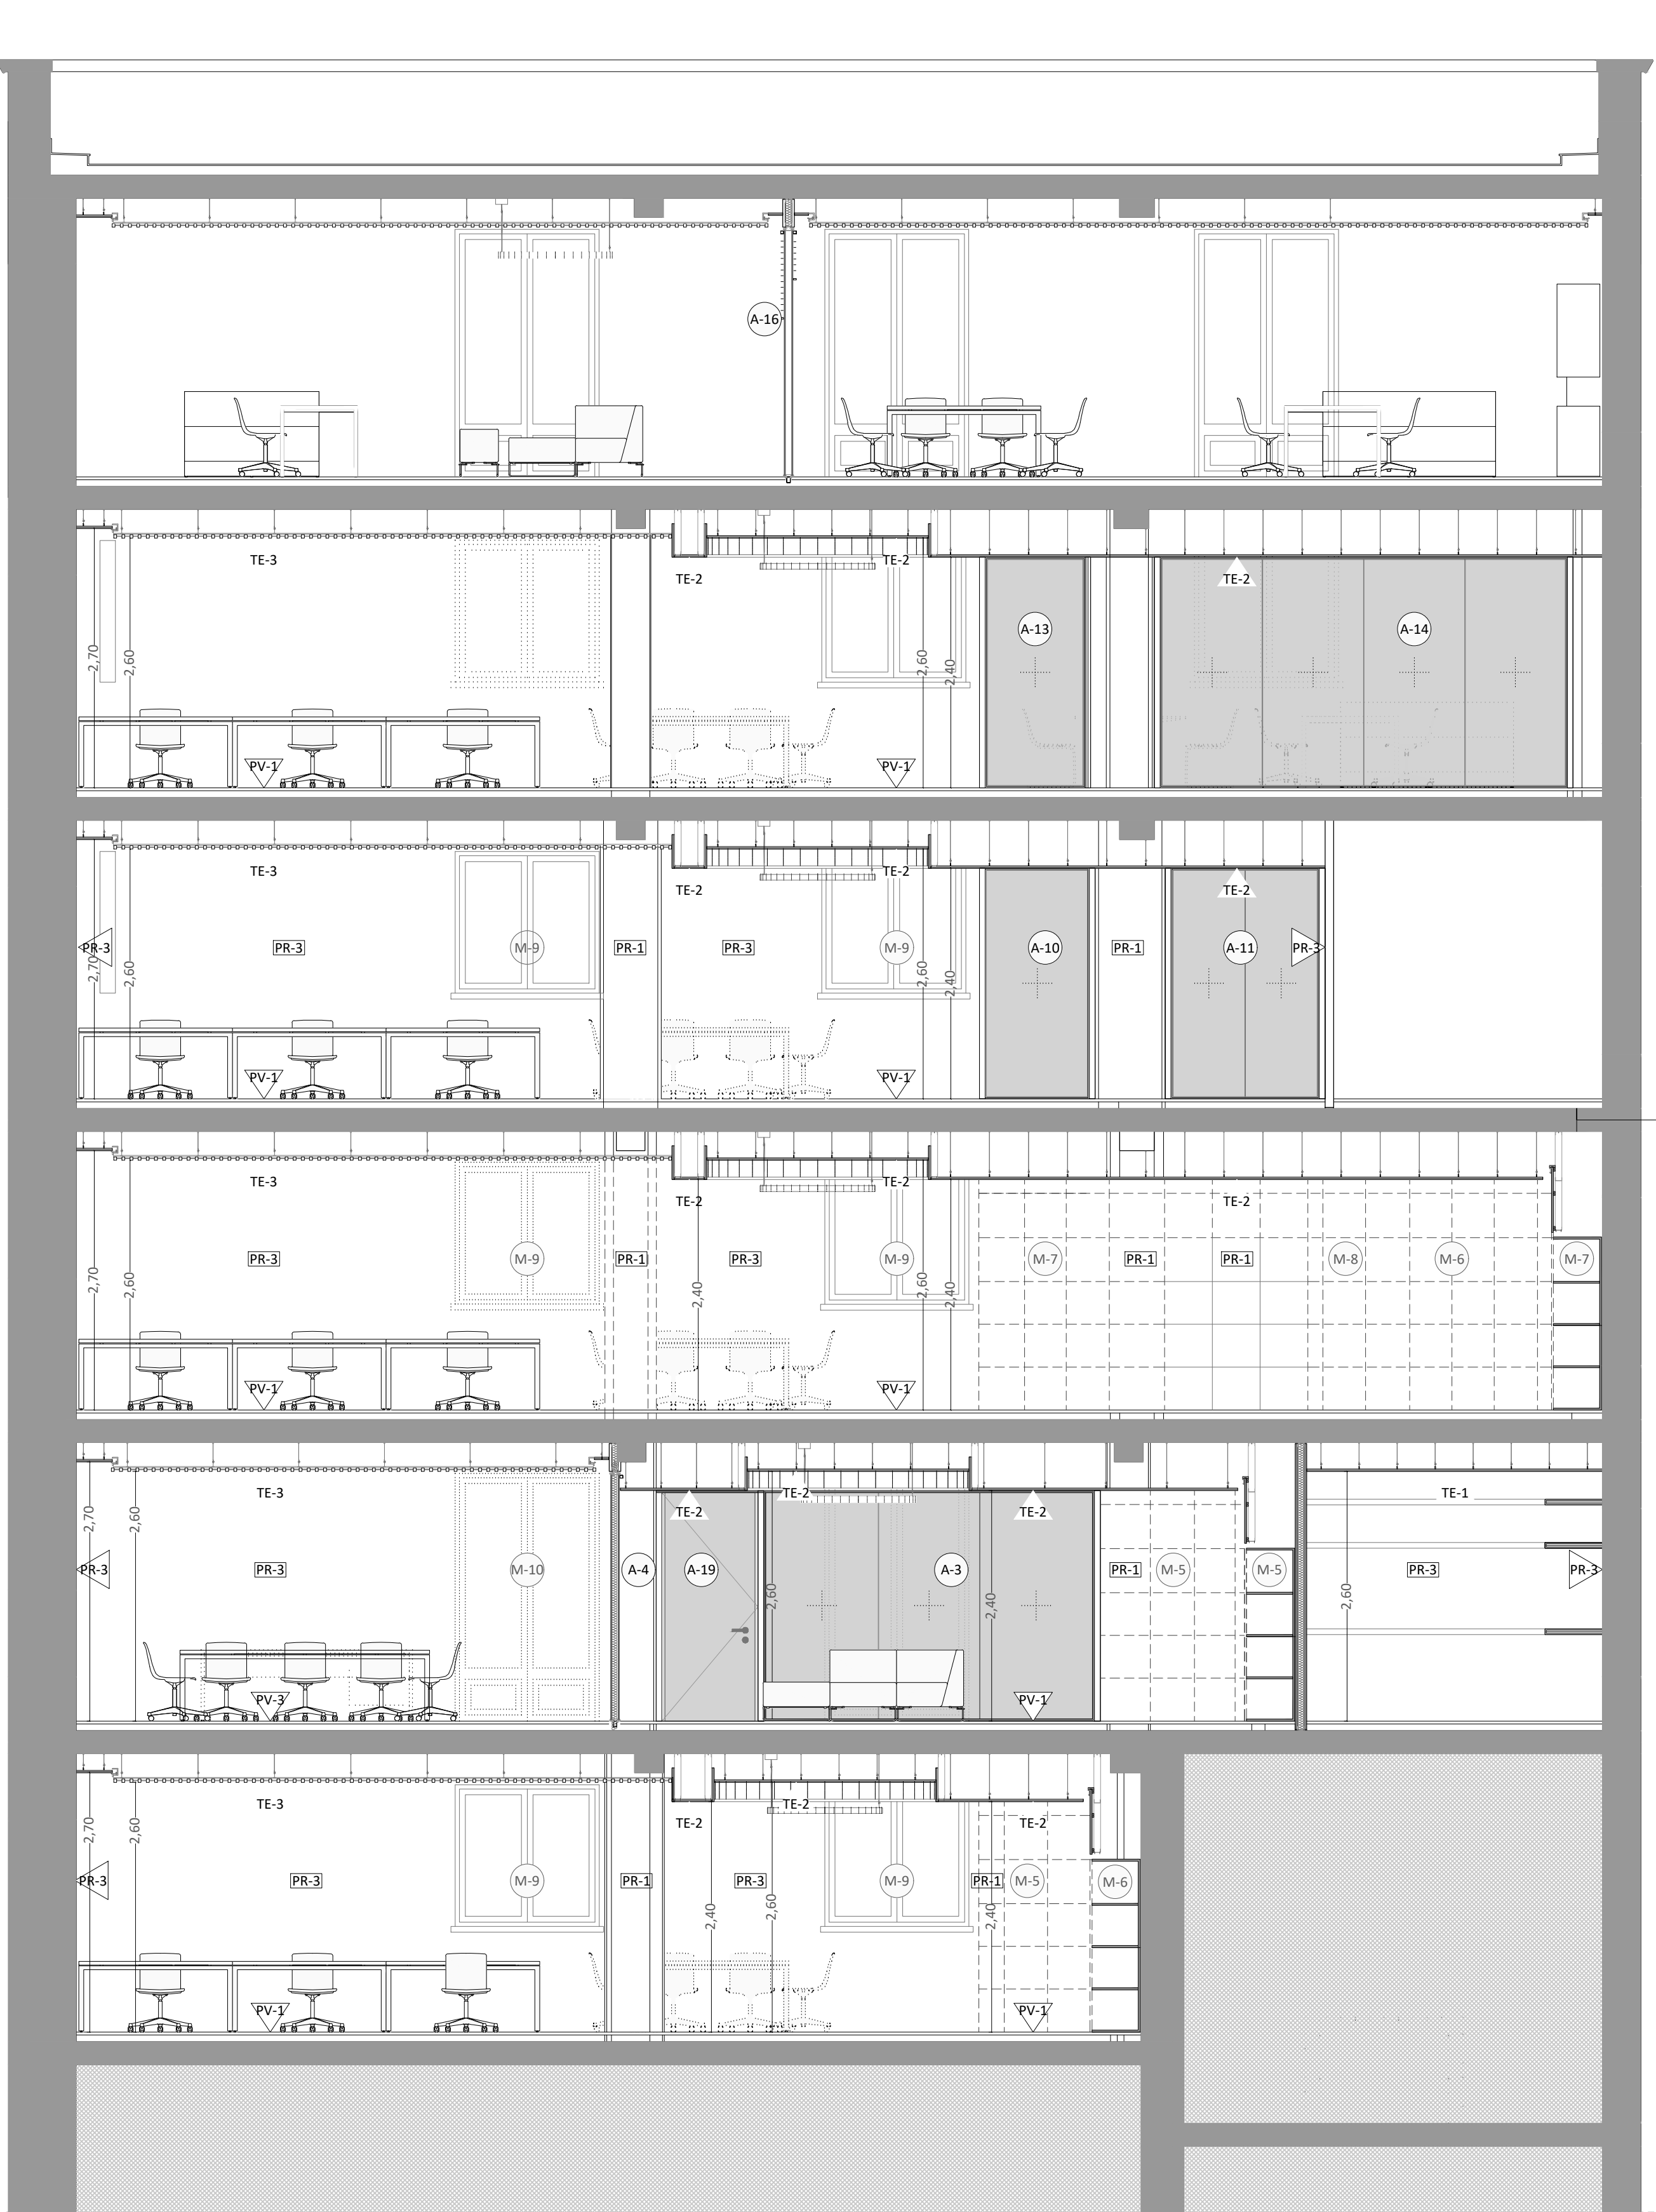 A-16
TE-3
TE-2
TE-2
TE-2
A-13
A-14
2,70
2,60
2,60
2,40
PV-1
PV-1
TE-3
TE-2
TE-2
TE-2
PR-3
PR-3
M-9
PR-1
PR-3
M-9
A-10
PR-1
A-11
PR-3
2,70
2,60
2,60
2,40
PV-1
PV-1
TE-3
TE-2
TE-2
TE-2
PR-3
M-9
PR-1
PR-3
M-9
M-7
PR-1
PR-1
M-8
M-6
M-7
2,70
2,60
2,40
2,60
2,40
PV-1
PV-1
TE-3
TE-2
TE-2
TE-2
TE-1
2,70
2,60
PR-3
PR-3
M-10
A-4
A-19
A-3
PR-1
M-5
M-5
PR-3
PR-3
2,60
2,40
2,60
PV-3
PV-1
TE-3
TE-2
TE-2
TE-2
2,70
2,60
PR-3
PR-3
M-9
PR-1
PR-3
M-9
PR-1
M-5
M-6
2,40
2,60
2,40
PV-1
PV-1